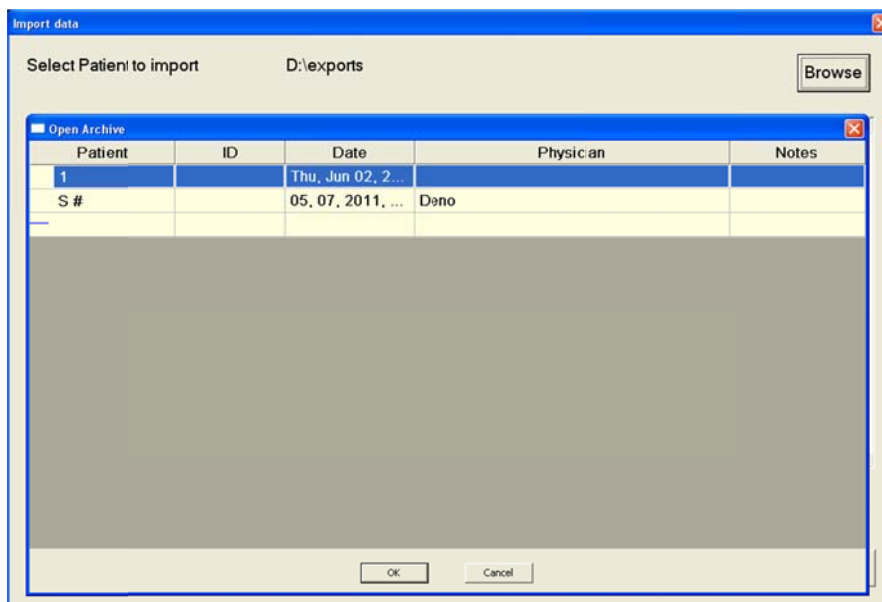 Import data
Select Patient to import D:\exports Browse
Open Archive
Patient ID Date Physician Notes
1 Thu, Jun 02, 2...
S # 05, 07, 2011, ... Deno
OK Cancel